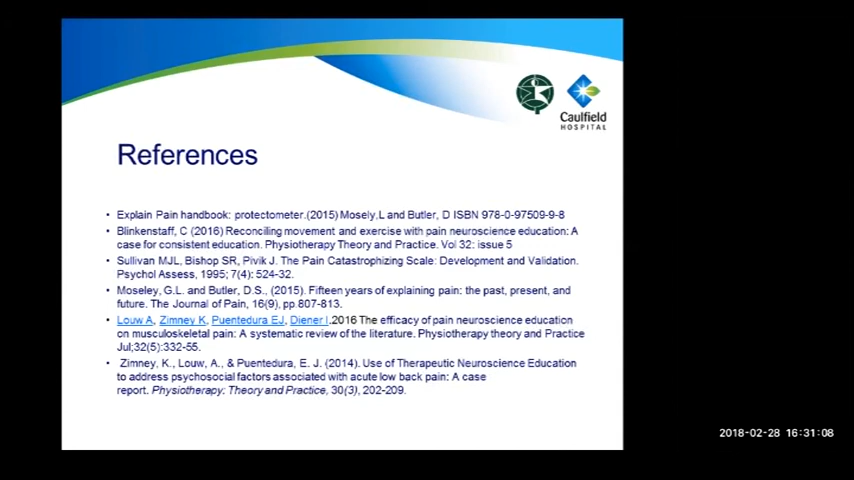 Caulfield
HOSPITAL
References
• Explain Pain handbook: protectometer.(2015) Mosely,L and Butler, D ISBN 978-0-97509-9-8
• Blinkenstaff, C (2016) Reconciling movement and exercise with pain neuroscience education: A
case for consistent education. Physiotherapy Theory and Practice. Vol 32: issue 5
• Sullivan MJL, Bishop SR, Pivik J. The Pain Catastrophizing Scale: Development and Validation.
Psychol Assess, 1995; 7(4): 524-32.
• Moseley, G.L. and Butler, D.S., (2015). Fifteen years of explaining pain: the past, present, and
future. The Journal of Pain, 16(9), pp.807-813.
• Louw A, Zimney K, Puentedura EJ, Diener I.2016 The efficacy of pain neuroscience education
on musculoskeletal pain: A systematic review of the literature. Physiotherapy theory and Practice
Jul;32(5):332-55.
• Zimney, K., Louw, A., & Puentedura, E. J. (2014). Use of Therapeutic Neuroscience Education
to address psychosocial factors associated with acute low back pain: A case
report. Physiotherapy: Theory and Practice, 30(3), 202-209.
2018-02-28 16:31:08